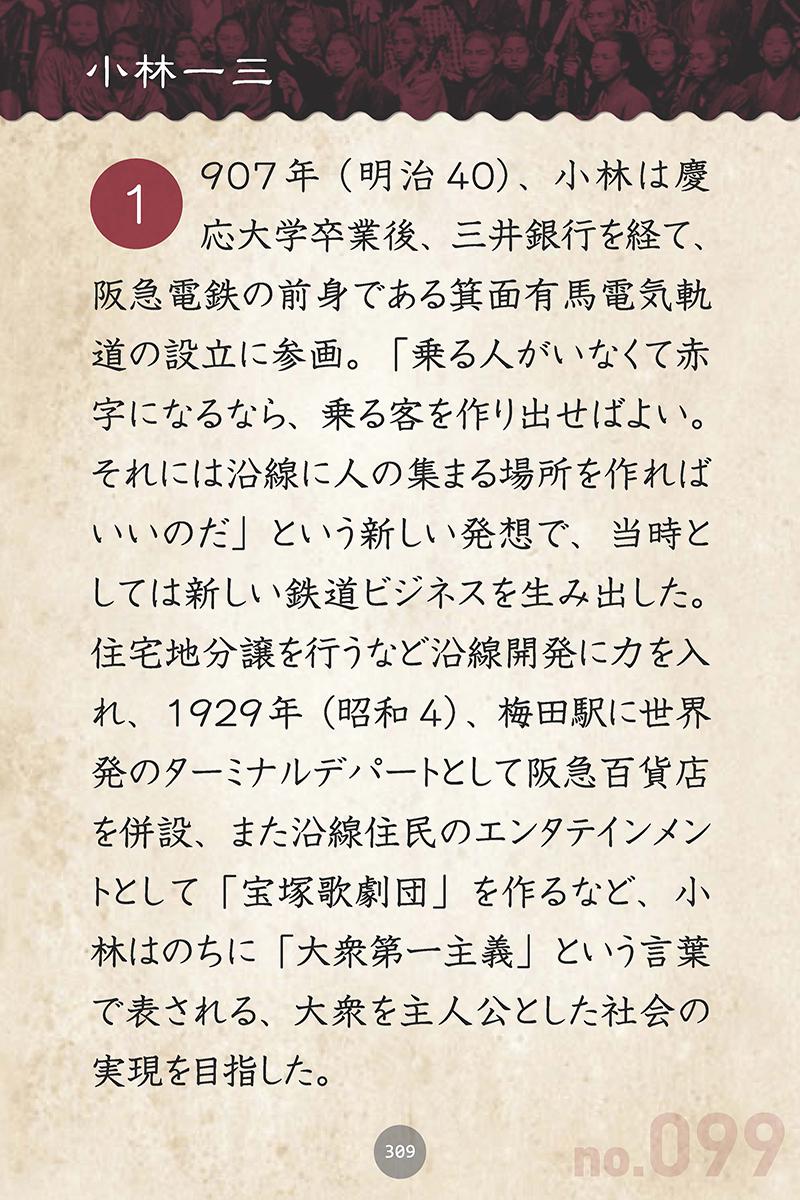 小林一三
1907年（明治40）、小林は慶
応大学卒業後、三井銀行を経て、
阪急電鉄の前身である箕面有馬電気軌
道の設立に参画。「乗る人がいなくて赤
字になるなら、乗る客を作り出せばよい。
それには沿線に人の集まる場所を作れば
いいのだ」という新しい発想で、当時と
しては新しい鉄道ビジネスを生み出した。
住宅地分譲を行うなど沿線開発に力を入
れ、1929年（昭和4）、梅田駅に世界
発のターミナルデパートとして阪急百貨店
を併設、また沿線住民のエンタテインメン
トとして「宝塚歌劇団」を作るなど、小
林はのちに「大衆第一主義」という言葉
で表される、大衆を主人公とした社会の
実現を目指した。
309
no.099